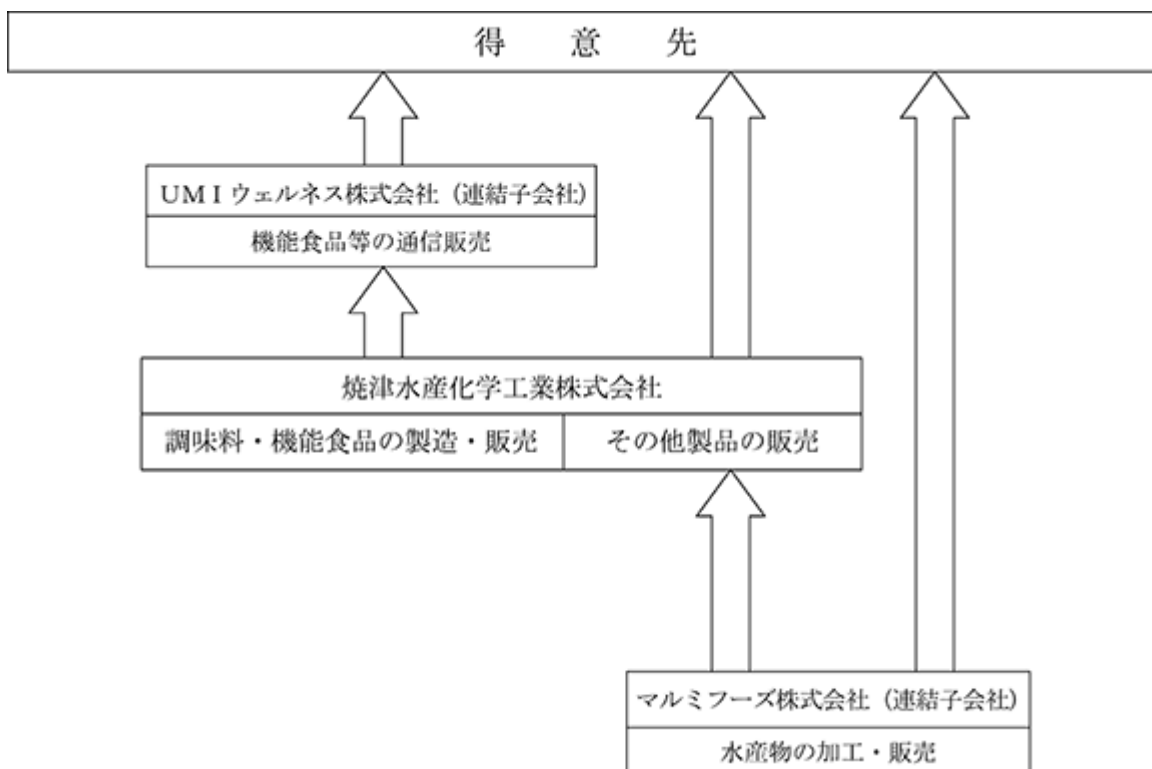 得意先
UMIウェルネス株式会社（連結子会社）
機能食品等の通信販売
焼津水産化学工業株式会社
調味料・機能食品の製造・販売
その他製品の販売
マルミフーズ株式会社（連結子会社）
水産物の加工・販売